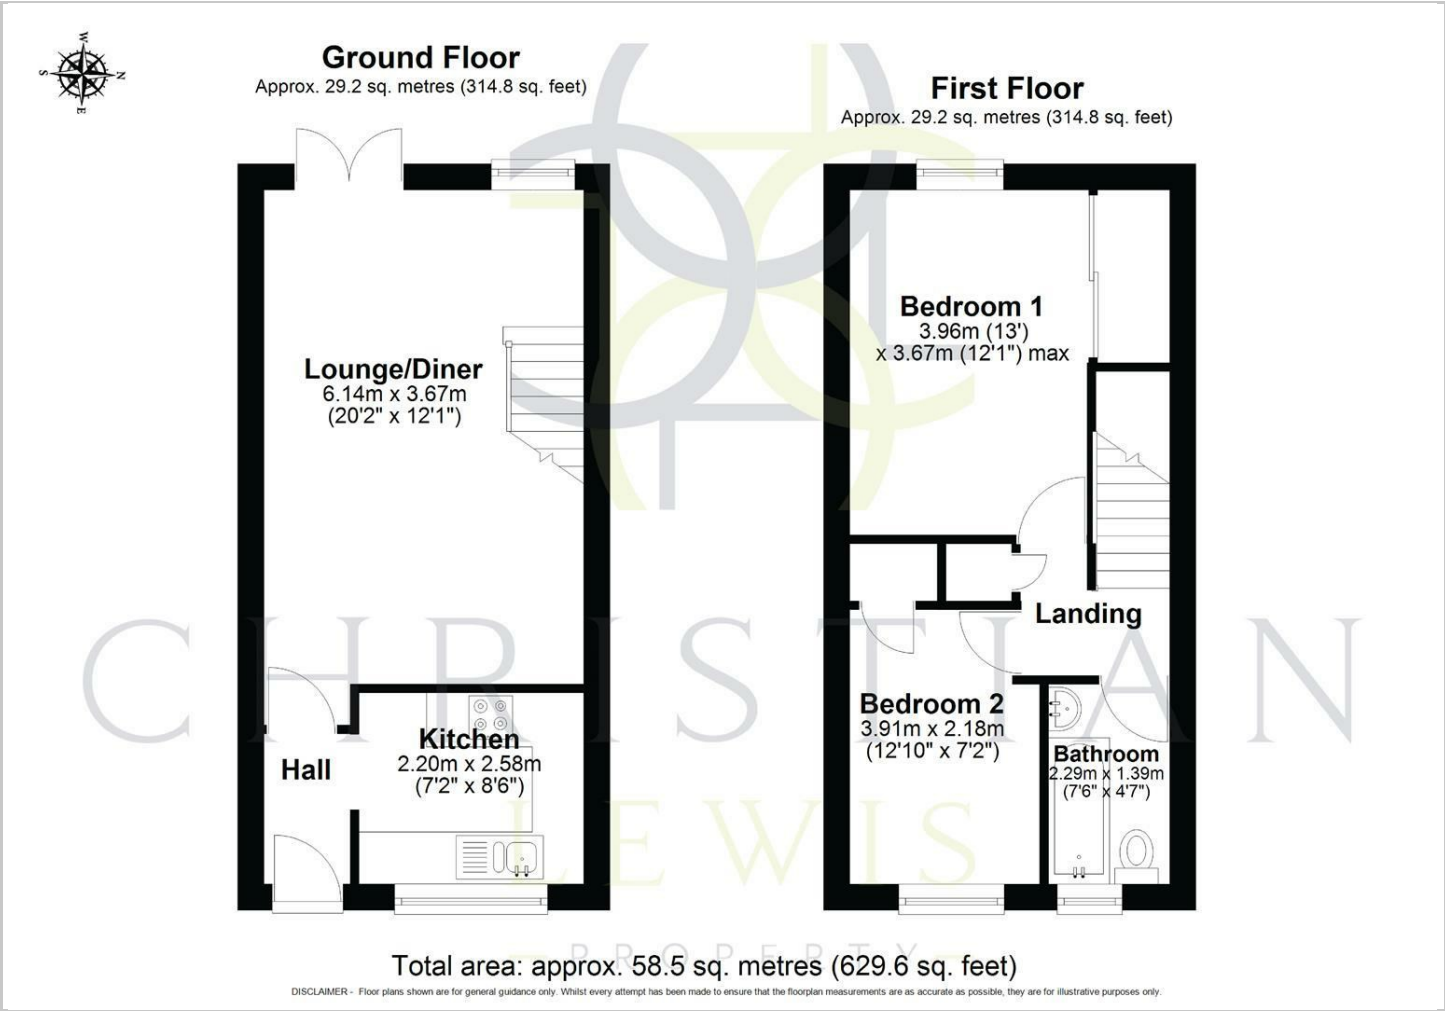 W
S
N
E
Ground Floor
Approx. 29.2 sq. metres (314.8 sq. feet)
First Floor
Approx. 29.2 sq. metres (314.8 sq. feet)
Lounge/Diner
6.14m x 3.67m
(20'2" x 12'1")
Bedroom 1
3.96m (13')
x 3.67m (12'1") max
Landing
CHRISTIAN
Kitchen
2.20m x 2.58m
(7'2" x 8'6")
Hall
Bedroom 2
3.91m x 2.18m
(12'10" x 7'2")
Bathroom
2.29m x 1.39m
(7'6" x 4'7")
LEWIS
PROPERTY
Total area: approx. 58.5 sq. metres (629.6 sq. feet)
DISCLAIMER - Floor plans shown are for general guidance only. Whilst every attempt has been made to ensure that the floorplan measurements are as accurate as possible, they are for illustrative purposes only.